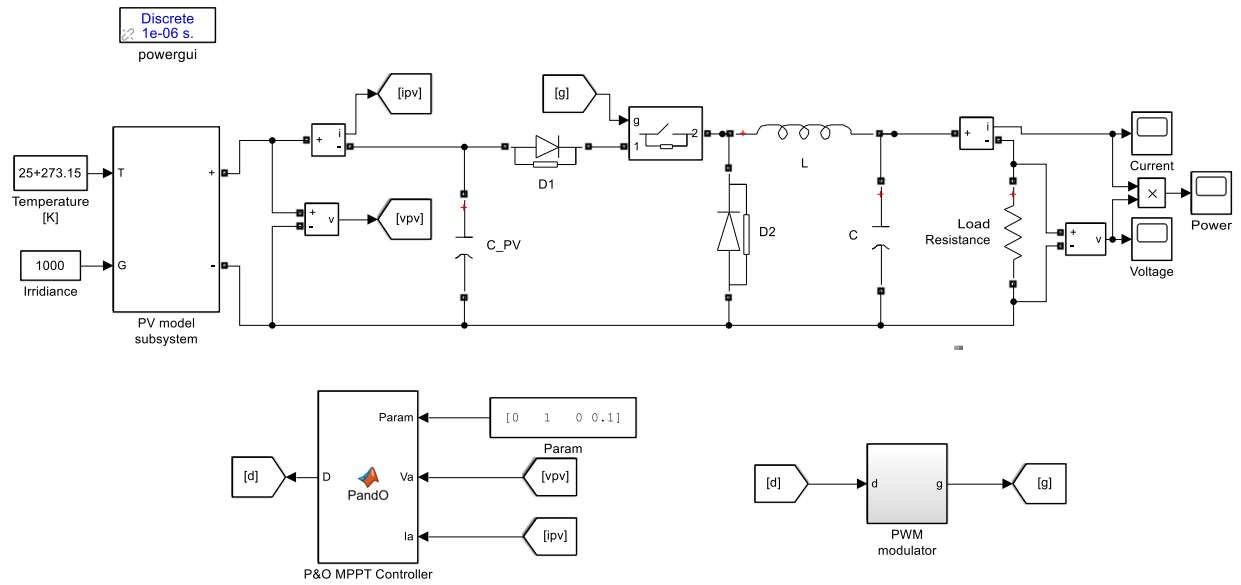 Discrete
1e-06 s.
powergui
[ipv]
[g]
i
+
-
g
1
2
i
+
-
Current
25+273.15
T
+
Temperature
[K]
D1
L
×
Power
+
-
v
[vpv]
C_PV
D2
C
Load
Resistance
+
-
v
Voltage
1000
G
-
Irridiance
PV model
subsystem
Param
[0 1 0 0.1]
Param
[d]
D
Va
[vpv]
PandO
Ia
[ipv]
P&O MPPT Controller
[d]
d
g
[g]
PWM
modulator